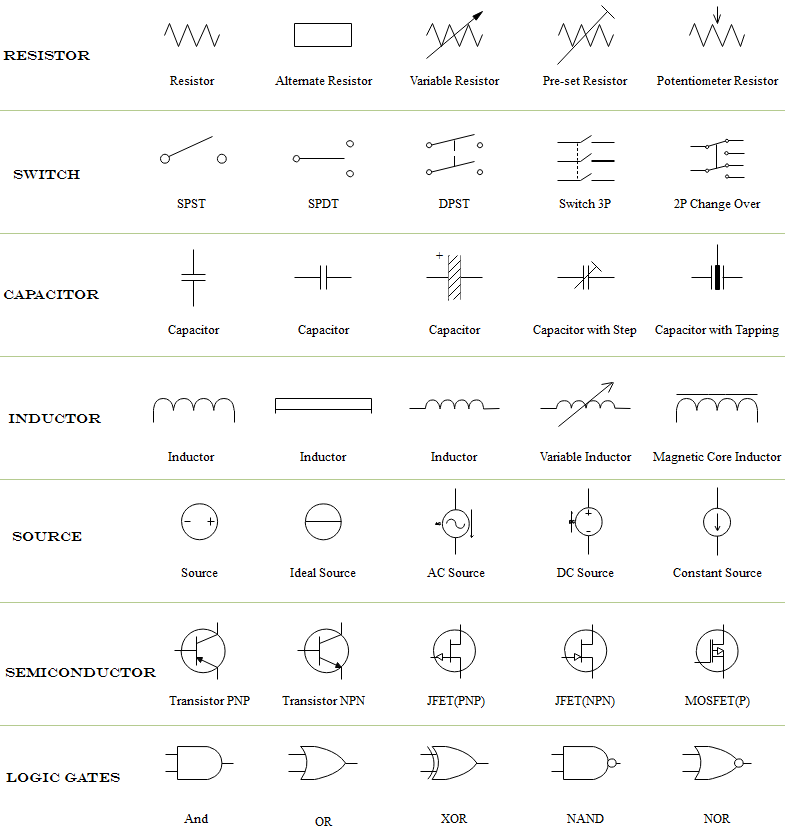 RESISTOR
Resistor Alternate Resistor Variable Resistor Pre-set Resistor Potentiometer Resistor
SWITCH
SPST SPDT DPST Switch 3P 2P Change Over
+
CAPACITOR
Capacitor Capacitor Capacitor Capacitor with Step Capacitor with Tapping
INDUCTOR
Inductor Inductor Inductor Variable Inductor Magnetic Core Inductor
- + + -
SOURCE
Source Ideal Source AC Source DC Source Constant Source
SEMICONDUCTOR
Transistor PNP Transistor NPN JFET(PNP) JFET(NPN) MOSFET(P)
LOGIC GATES
And OR XOR NAND NOR